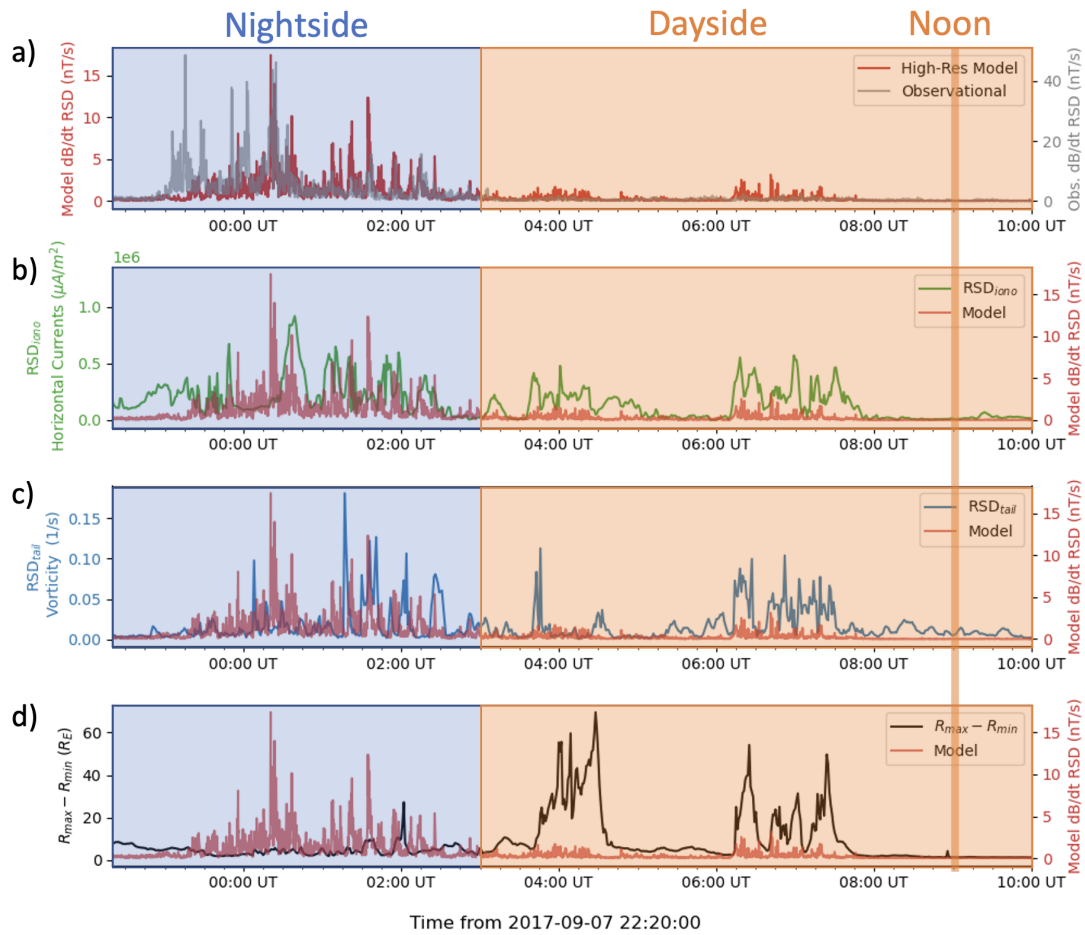 Nightside
Dayside
Noon
a)
Model dB/dt RSD (nT/s)
15
10
5
0
High-Res Model
Observational
40
20
0
Obs. dB/dt RSD (nT/s)
00:00 UT
02:00 UT
04:00 UT
06:00 UT
08:00 UT
10:00 UT
b)
1e6
RSD_iono
Horizontal Currents (μA/m²)
1.0
0.5
0.0
RSD_iono
Model
15
10
5
0
Model dB/dt RSD (nT/s)
00:00 UT
02:00 UT
04:00 UT
06:00 UT
08:00 UT
10:00 UT
c)
RSD_tail
Vorticity (1/s)
0.15
0.10
0.05
0.00
RSD_tail
Model
15
10
5
0
Model dB/dt RSD (nT/s)
00:00 UT
02:00 UT
04:00 UT
06:00 UT
08:00 UT
10:00 UT
d)
R_max − R_min (R_E)
60
40
20
0
R_max − R_min
Model
15
10
5
0
Model dB/dt RSD (nT/s)
00:00 UT
02:00 UT
04:00 UT
06:00 UT
08:00 UT
10:00 UT
Time from 2017-09-07 22:20:00